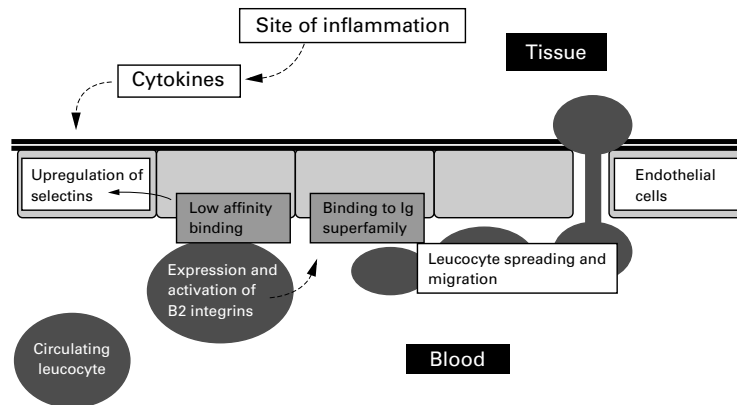 Site of inflammation
Tissue
Cytokines
Upregulation of
selectins
Low affinity
binding
Binding to Ig
superfamily
Endothelial
cells
Expression and
activation of
B2 integrins
Leucocyte spreading and
migration
Circulating
leucocyte
Blood